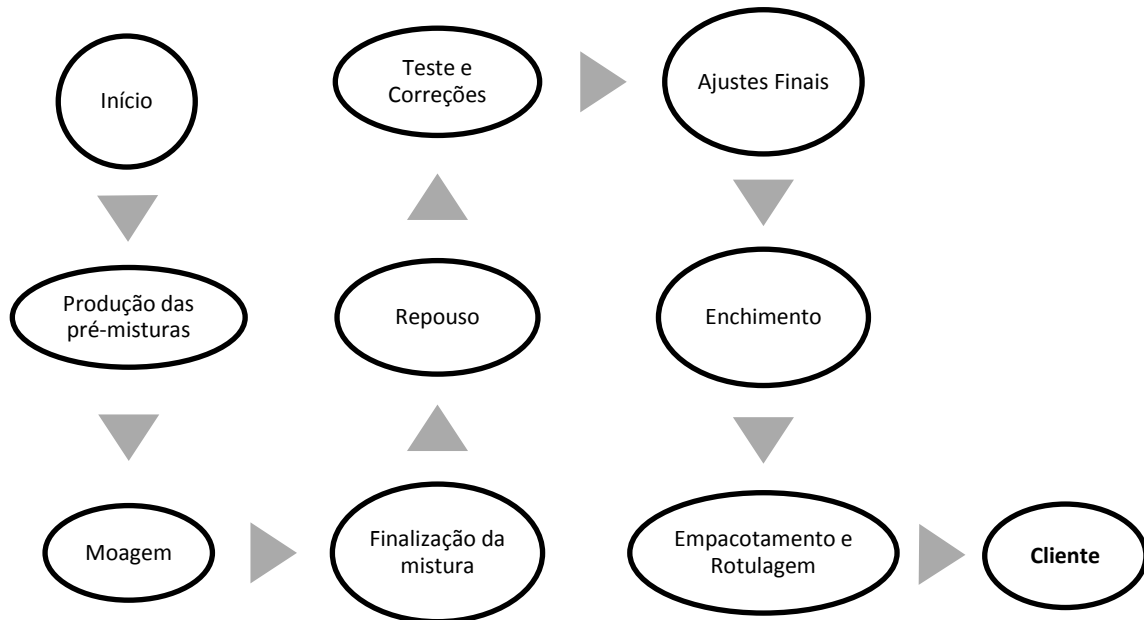 Início
Produção das
pré-misturas
Moagem
Finalização da
mistura
Repouso
Teste e
Correções
Ajustes Finais
Enchimento
Empacotamento e
Rotulagem
Cliente